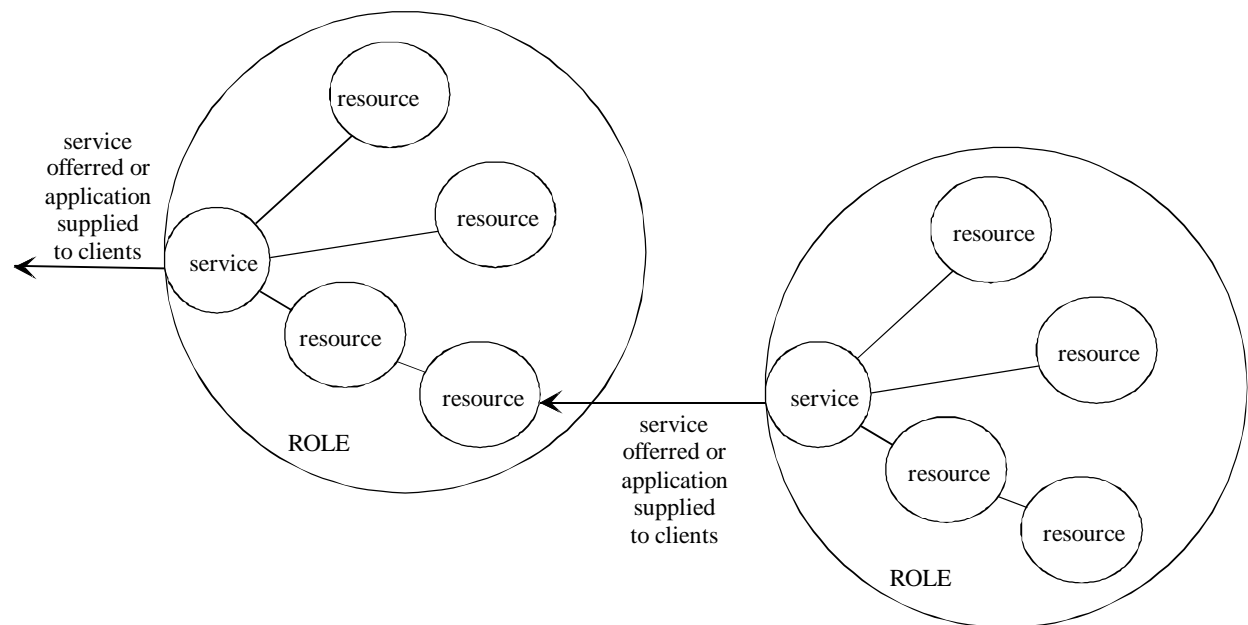 resource
service
offerred or
application
supplied
to clients
resource
service
resource
resource
ROLE
service
offerred or
application
supplied
to clients
resource
resource
service
resource
resource
ROLE